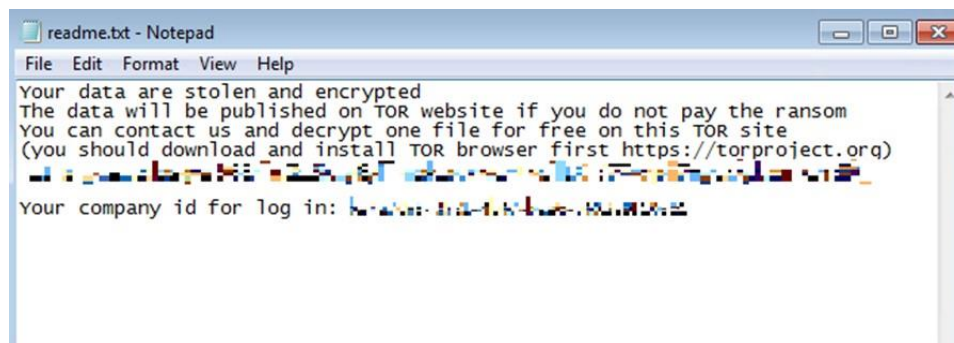 readme.txt - Notepad
File Edit Format View Help
Your data are stolen and encrypted
The data will be published on TOR website if you do not pay the ransom
You can contact us and decrypt one file for free on this TOR site
(you should download and install TOR browser first https://torproject.org)
Your company id for log in: